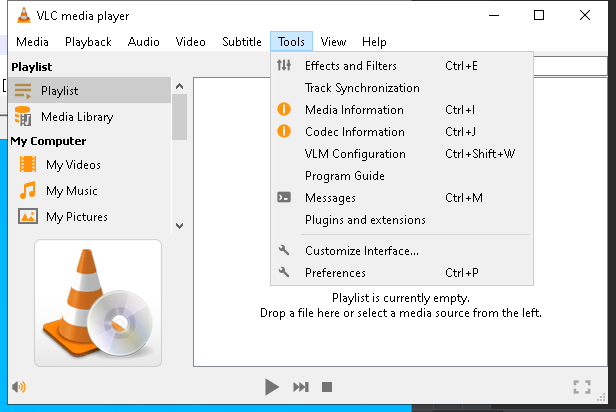 VLC media player
Media Playback Audio Video Subtitle Tools View Help
Playlist
Playlist
Media Library
My Computer
My Videos
My Music
My Pictures
Effects and Filters Ctrl+E
Track Synchronization
Media Information Ctrl+I
Codec Information Ctrl+J
VLM Configuration Ctrl+Shift+W
Program Guide
Messages Ctrl+M
Plugins and extensions
Customize Interface...
Preferences Ctrl+P
Playlist is currently empty.
Drop a file here or select a media source from the left.